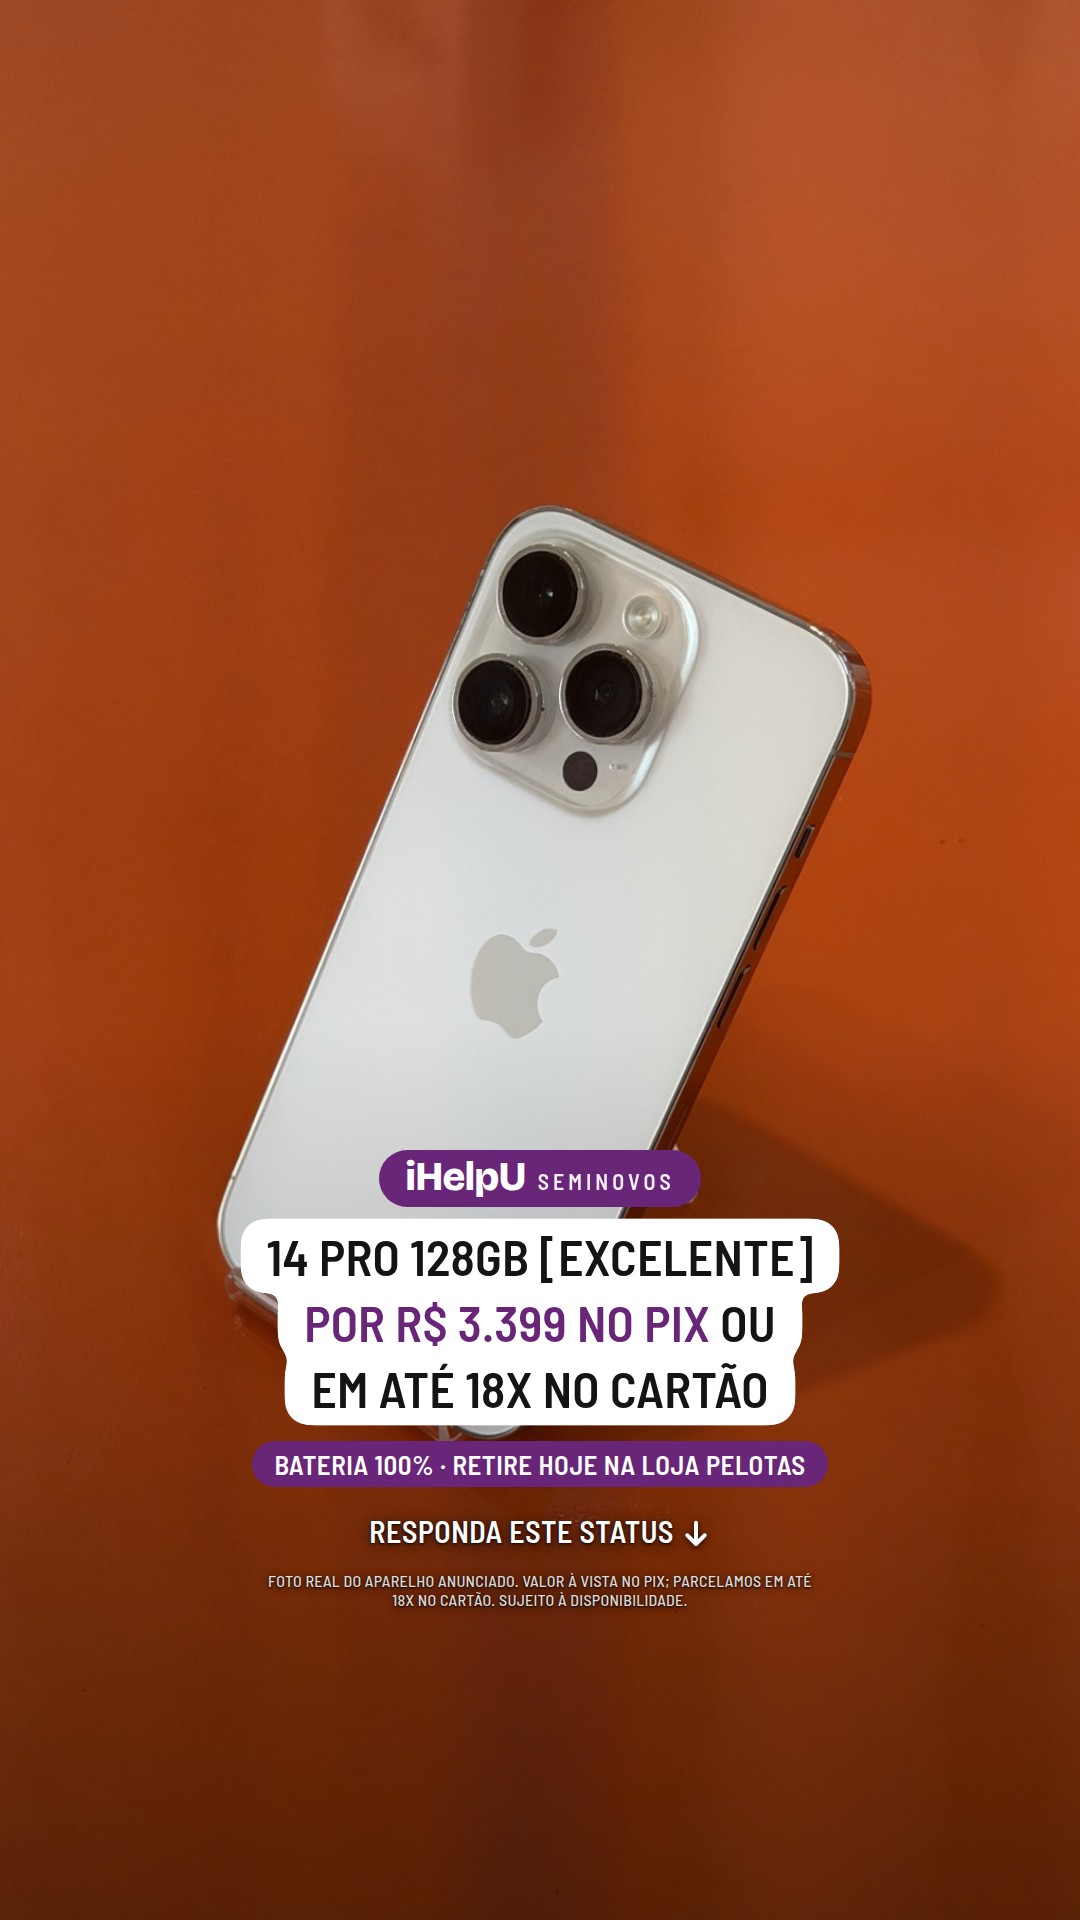 iHelpU SEMINOVOS
14 PRO 128GB [EXCELENTE]
POR R$ 3.399 NO PIX OU
EM ATÉ 18X NO CARTÃO
BATERIA 100% · RETIRE HOJE NA LOJA PELOTAS
RESPONDA ESTE STATUS ↓
FOTO REAL DO APARELHO ANUNCIADO. VALOR À VISTA NO PIX; PARCELAMOS EM ATÉ
18X NO CARTÃO. SUJEITO À DISPONIBILIDADE.